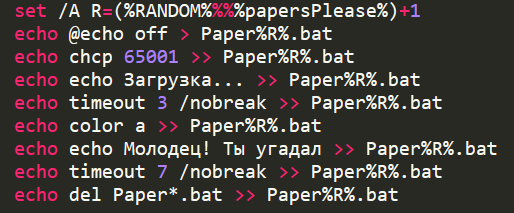 set /A R=(%RANDOM%%%%papersPlease%)+1
echo @echo off > Paper%R%.bat
echo chcp 65001 >> Paper%R%.bat
echo echo Загрузка... >> Paper%R%.bat
echo timeout 3 /nobreak >> Paper%R%.bat
echo color a >> Paper%R%.bat
echo echo Молодец! Ты угадал >> Paper%R%.bat
echo timeout 7 /nobreak >> Paper%R%.bat
echo del Paper*.bat >> Paper%R%.bat